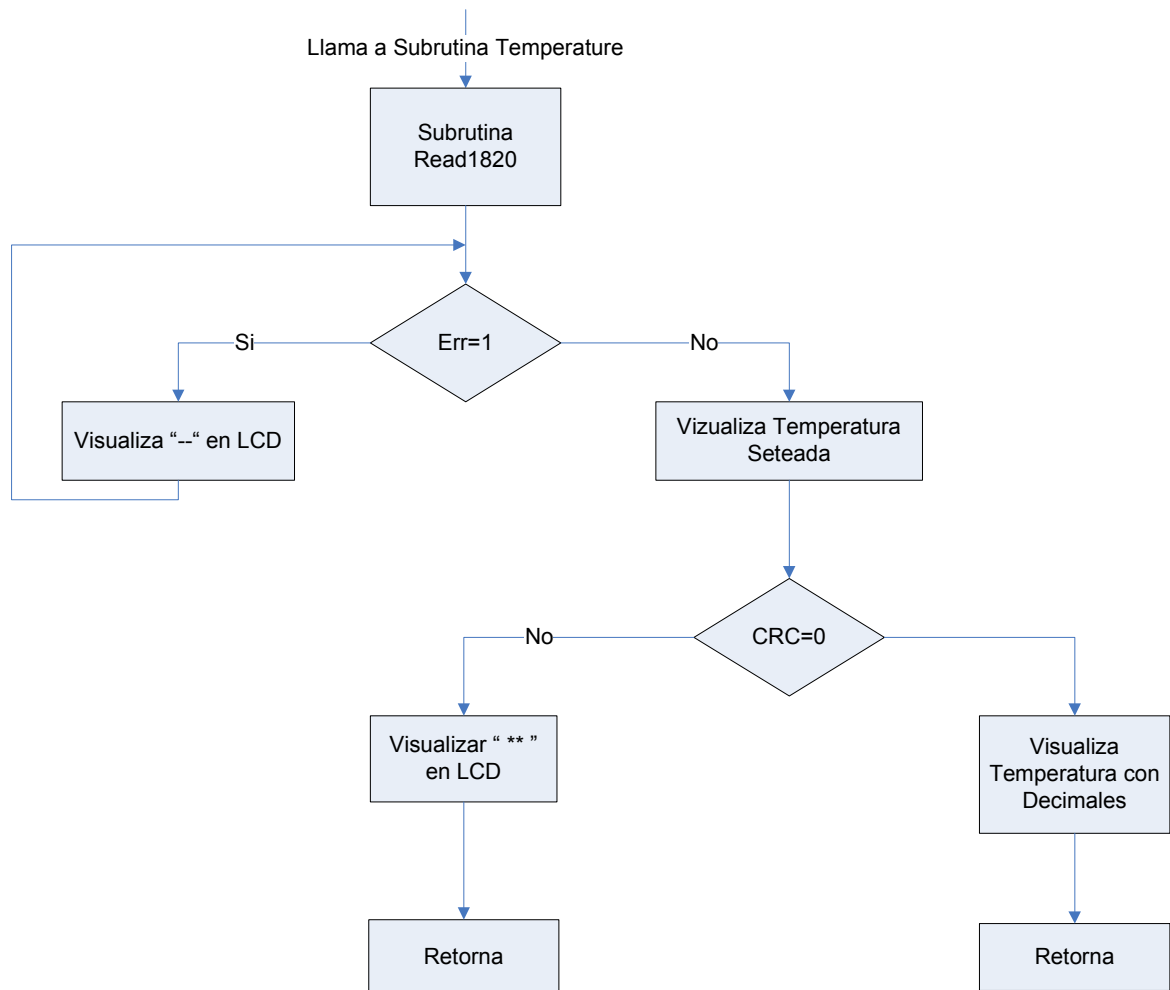 Llama a Subrutina Temperature
Subrutina
Read1820
Err=1
Si
No
Visualiza “--“ en LCD
Vizualiza Temperatura
Seteada
CRC=0
No
Visualizar “ ** ”
en LCD
Visualiza
Temperatura con
Decimales
Retorna
Retorna